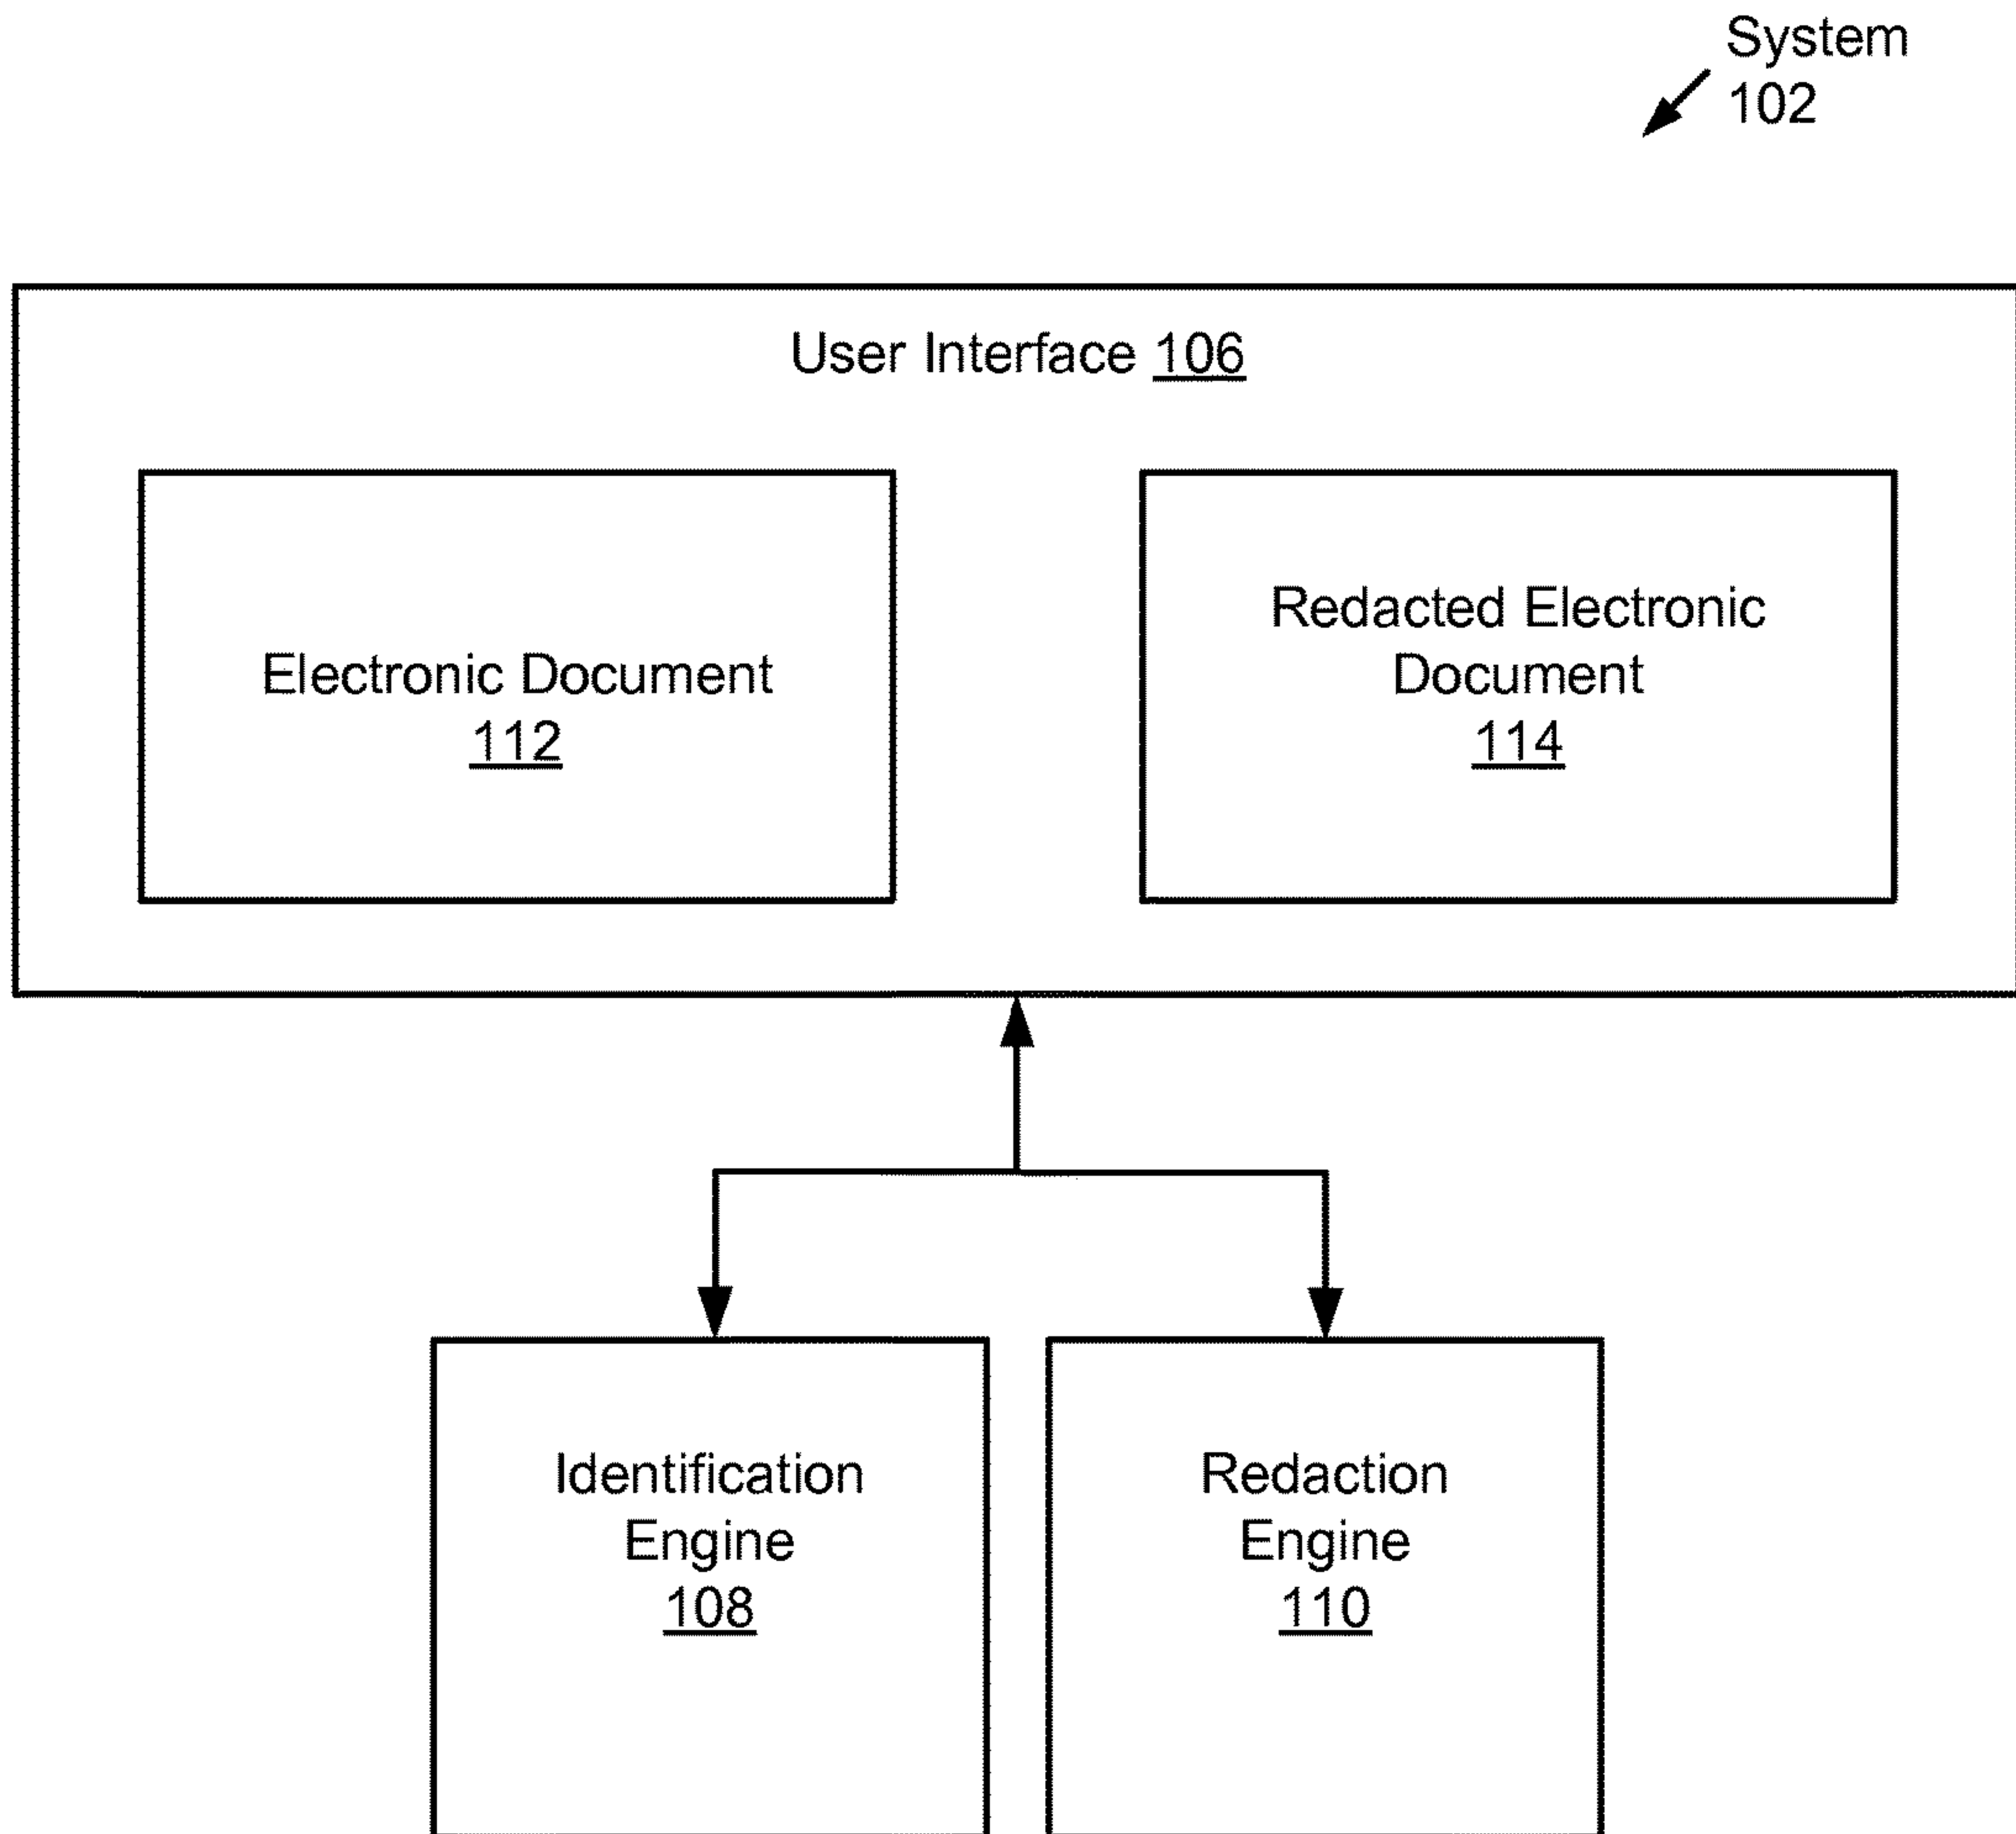 System
102
User Interface 106
Electronic Document
112
Redacted Electronic
Document
114
Identification
Engine
108
Redaction
Engine
110